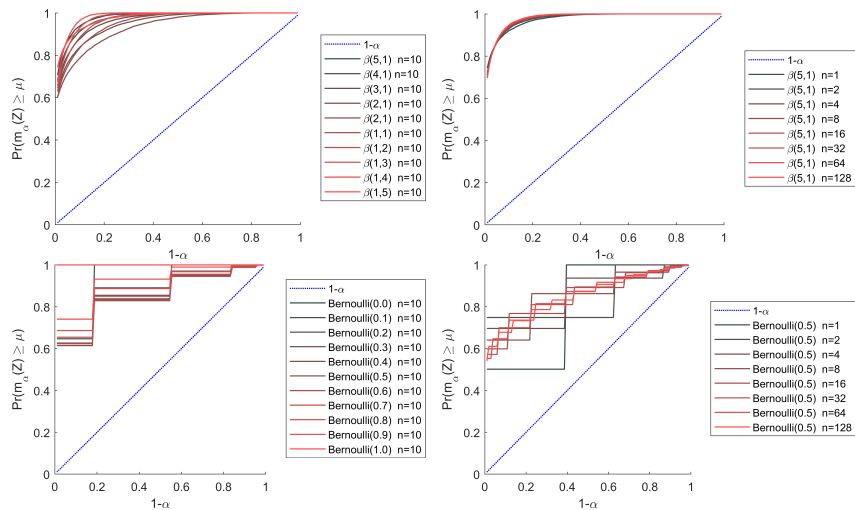 Pr(m_α(Z) ≥ μ)
1
0.8
0.6
0.4
0.2
0
0 0.2 0.4 0.6 0.8 1
1-α
1-α
β(5,1) n=10
β(4,1) n=10
β(3,1) n=10
β(2,1) n=10
β(2,1) n=10
β(1,1) n=10
β(1,2) n=10
β(1,3) n=10
β(1,4) n=10
β(1,5) n=10
Pr(m_α(Z) ≥ μ)
1
0.8
0.6
0.4
0.2
0
0 0.2 0.4 0.6 0.8 1
1-α
1-α
β(5,1) n=1
β(5,1) n=2
β(5,1) n=4
β(5,1) n=8
β(5,1) n=16
β(5,1) n=32
β(5,1) n=64
β(5,1) n=128
Pr(m_α(Z) ≥ μ)
1
0.8
0.6
0.4
0.2
0
0 0.2 0.4 0.6 0.8 1
1-α
1-α
Bernoulli(0.0) n=10
Bernoulli(0.1) n=10
Bernoulli(0.2) n=10
Bernoulli(0.3) n=10
Bernoulli(0.4) n=10
Bernoulli(0.5) n=10
Bernoulli(0.6) n=10
Bernoulli(0.7) n=10
Bernoulli(0.8) n=10
Bernoulli(0.9) n=10
Bernoulli(1.0) n=10
Pr(m_α(Z) ≥ μ)
1
0.8
0.6
0.4
0.2
0
0 0.2 0.4 0.6 0.8 1
1-α
1-α
Bernoulli(0.5) n=1
Bernoulli(0.5) n=2
Bernoulli(0.5) n=4
Bernoulli(0.5) n=8
Bernoulli(0.5) n=16
Bernoulli(0.5) n=32
Bernoulli(0.5) n=64
Bernoulli(0.5) n=128